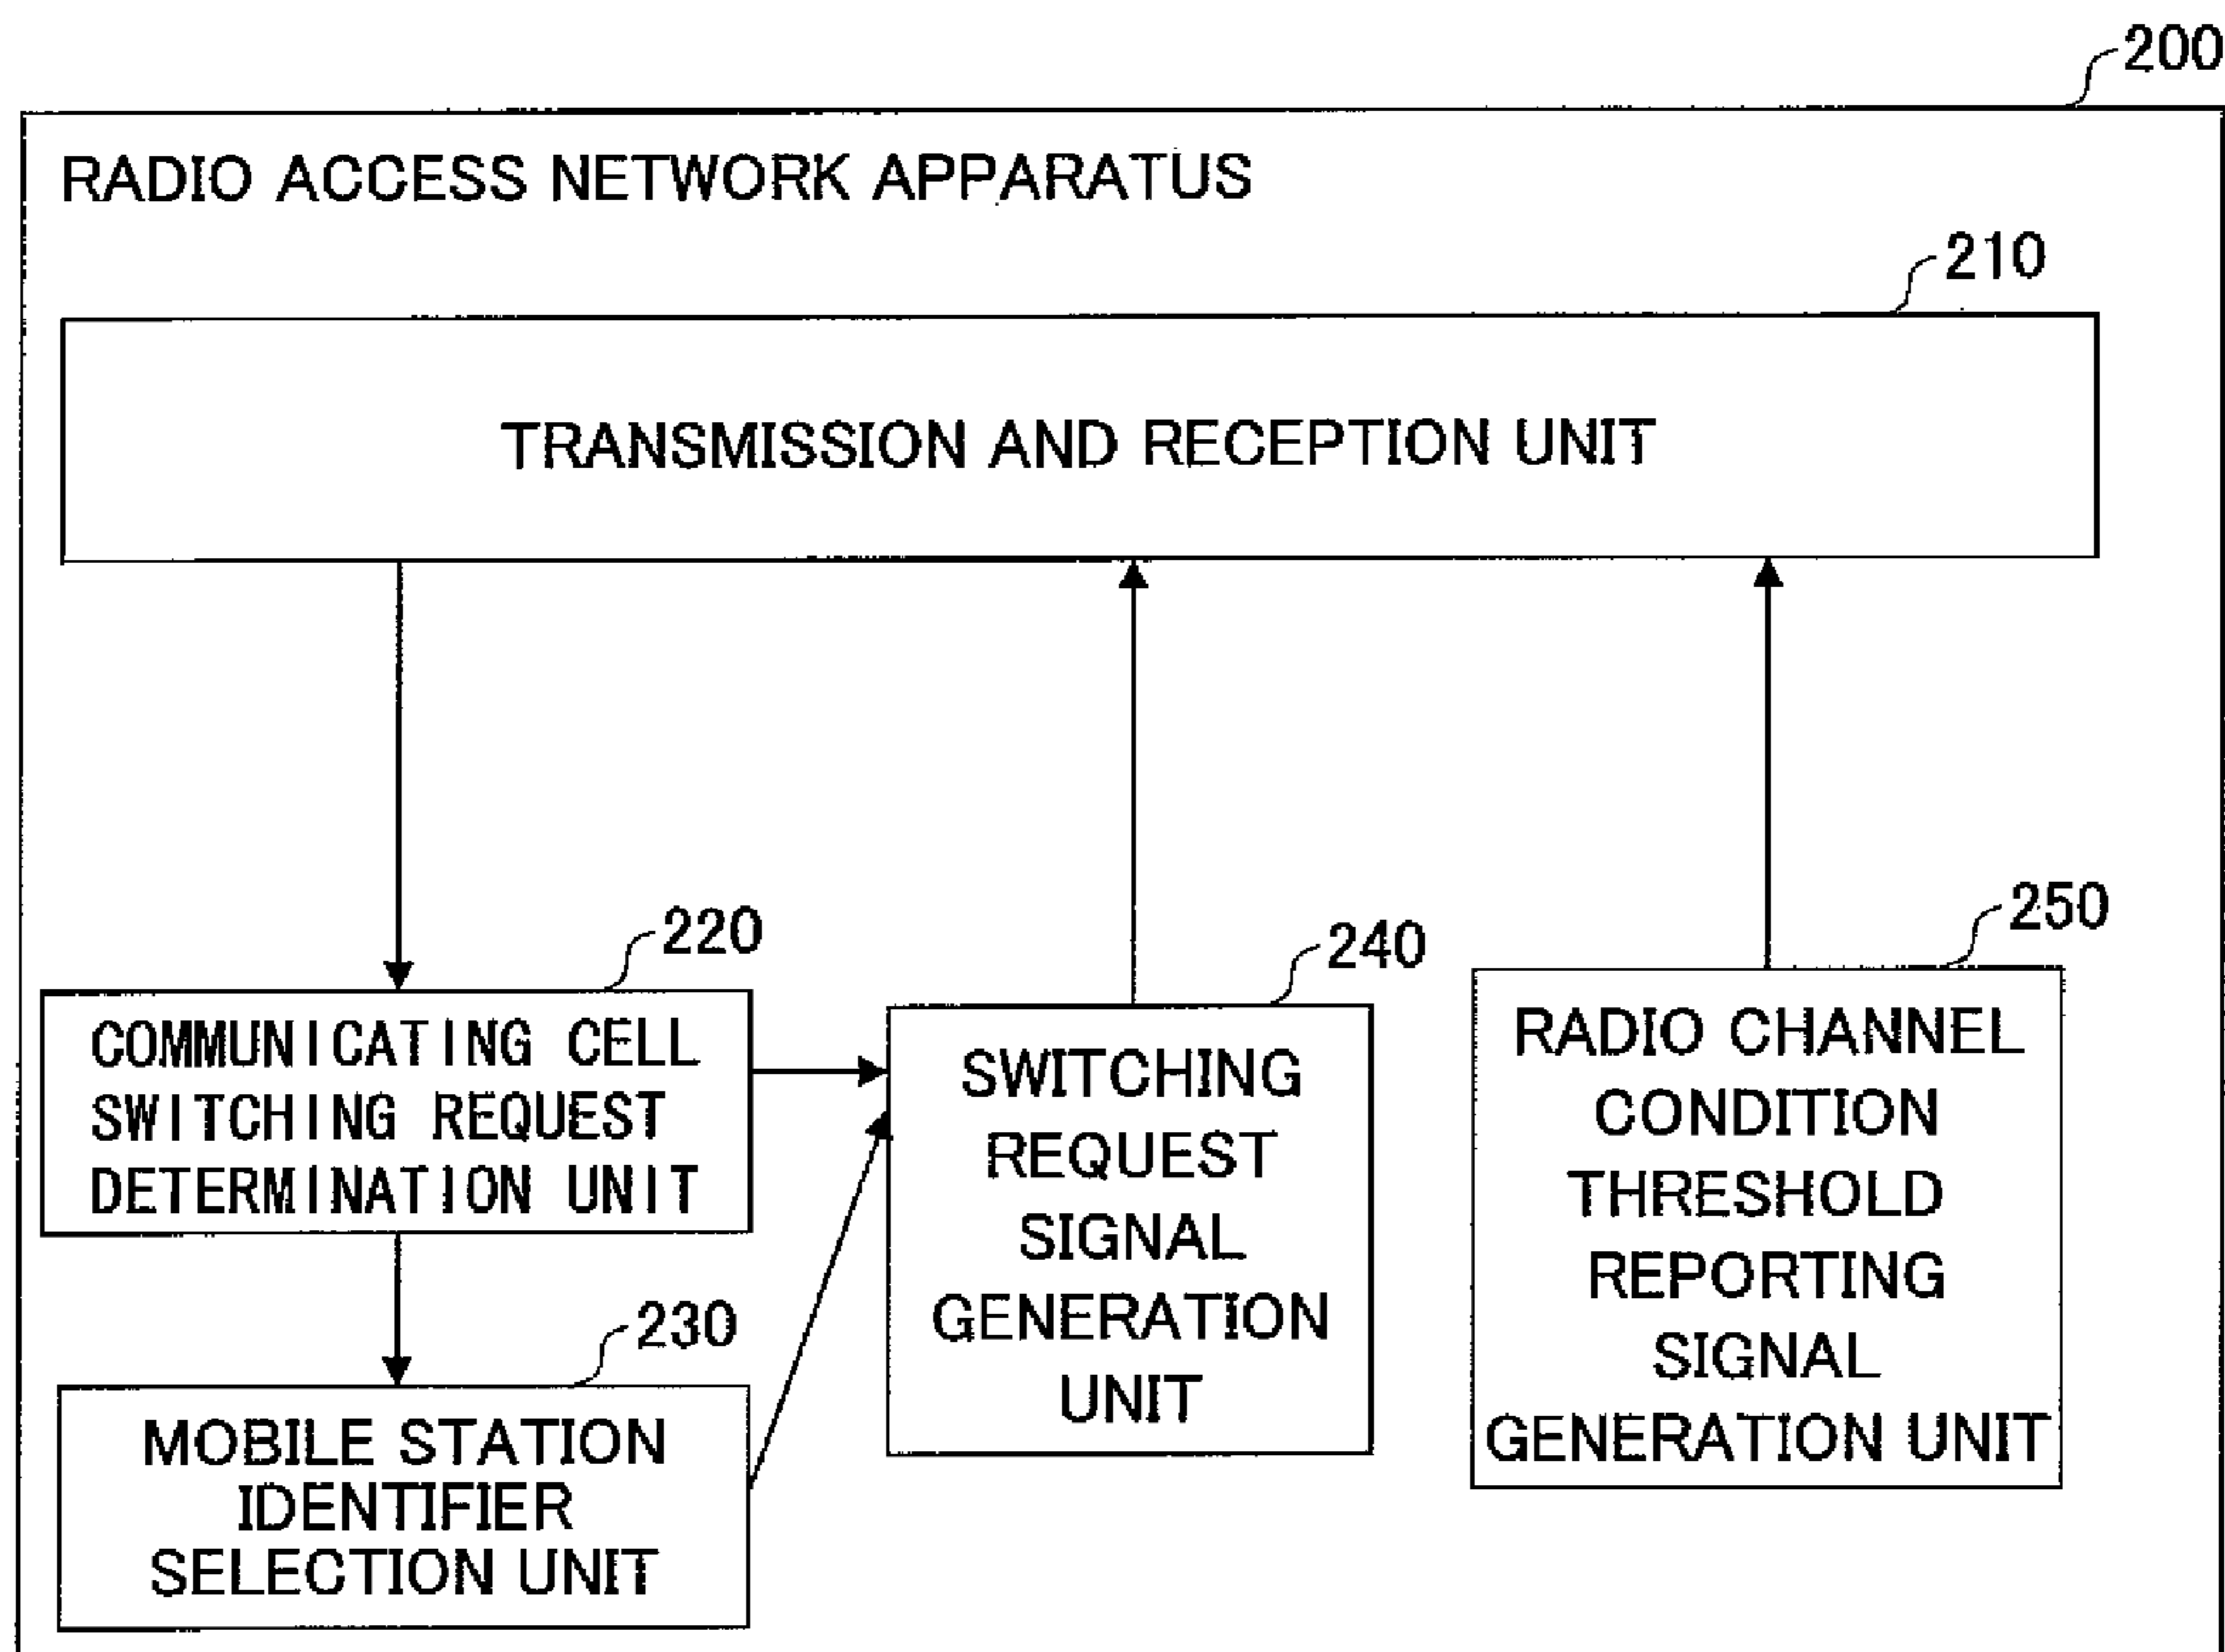 200
RADIO ACCESS NETWORK APPARATUS
210
TRANSMISSION AND RECEPTION UNIT
220
COMMUNICATING CELL
SWITCHING REQUEST
DETERMINATION UNIT
230
MOBILE STATION
IDENTIFIER
SELECTION UNIT
240
SWITCHING
REQUEST
SIGNAL
GENERATION
UNIT
250
RADIO CHANNEL
CONDITION
THRESHOLD
REPORTING
SIGNAL
GENERATION UNIT